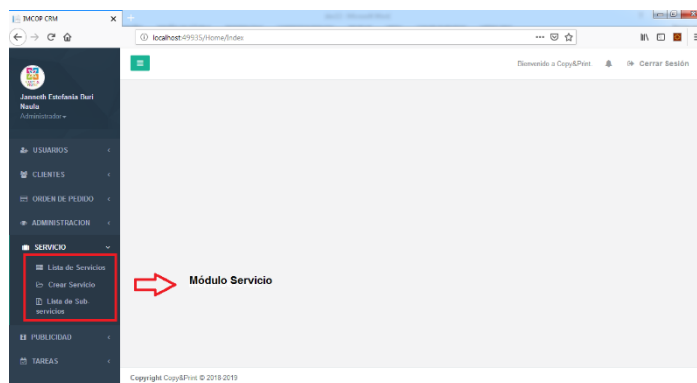 IMCOP CRM
localhost:49935/Home/Index
Bienvenido a Copy&Print
Cerrar Sesión
Janneth Estefania Buri
Naula
Administrador
USUARIOS
CLIENTES
ORDEN DE PEDIDO
ADMINISTRACION
SERVICIO
Lista de Servicios
Crear Servicio
Lista de Sub.
servicios
PUBLICIDAD
TAREAS
Módulo Servicio
Copyright Copy&Print © 2018-2019